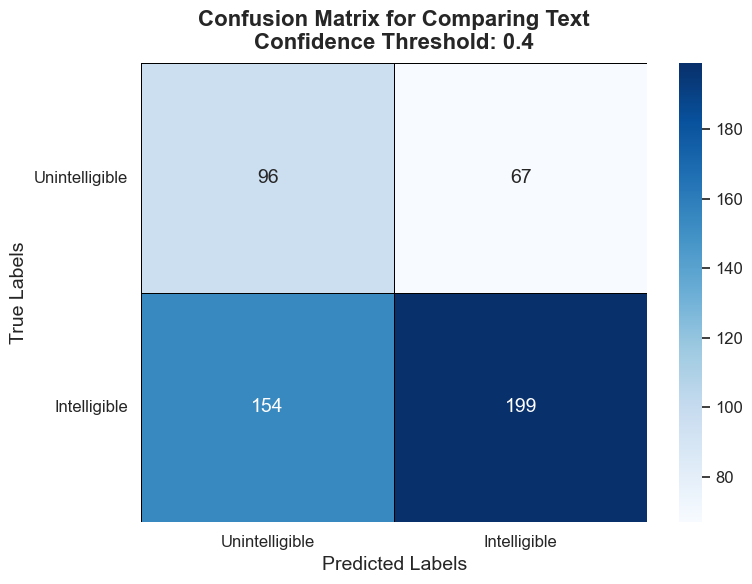 Confusion Matrix for Comparing Text
Confidence Threshold: 0.4
Unintelligible
96
67
Intelligible
154
199
True Labels
Unintelligible
Intelligible
Predicted Labels
180
160
140
120
100
80